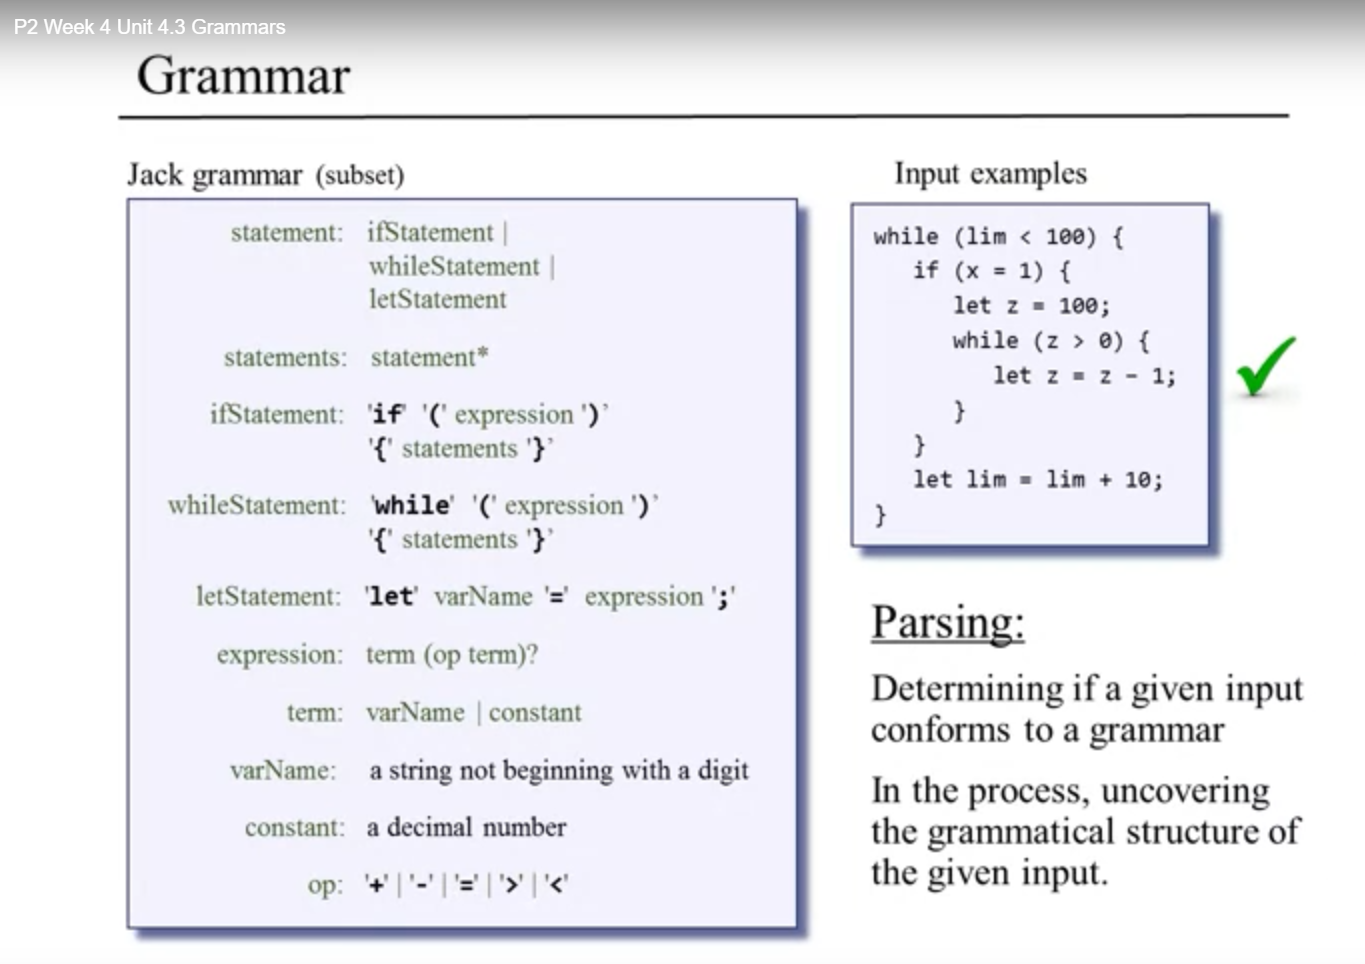 P2 Week 4 Unit 4.3 Grammars
Grammar
Jack grammar (subset)
statement: ifStatement |
whileStatement |
letStatement
statements: statement*
ifStatement: 'if' '(' expression ')'
'{' statements '}'
whileStatement: 'while' '(' expression ')'
'{' statements '}'
letStatement: 'let' varName '=' expression ';'
expression: term (op term)?
term: varName | constant
varName: a string not beginning with a digit
constant: a decimal number
op: '+' | '-' | '=' | '>' | '<'
Input examples
while (lim < 100) {
if (x = 1) {
let z = 100;
while (z > 0) {
let z = z - 1;
}
}
let lim = lim + 10;
}
Parsing:
Determining if a given input
conforms to a grammar
In the process, uncovering
the grammatical structure of
the given input.